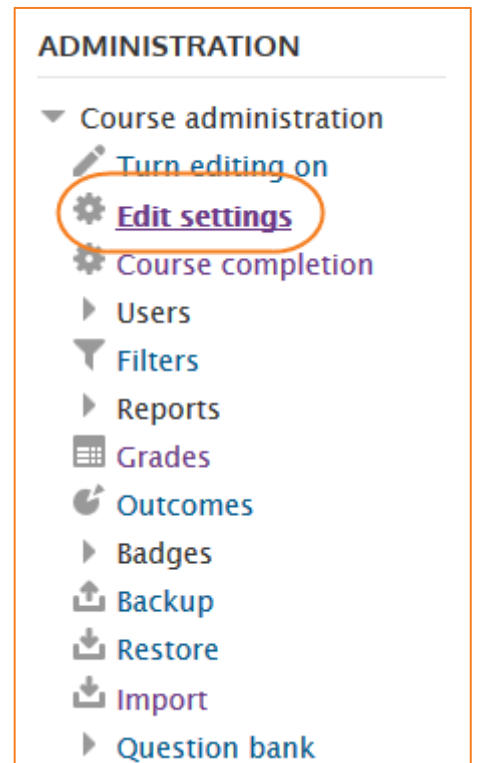 ADMINISTRATION
Course administration
Turn editing on
Edit settings
Course completion
Users
Filters
Reports
Grades
Outcomes
Badges
Backup
Restore
Import
Question bank